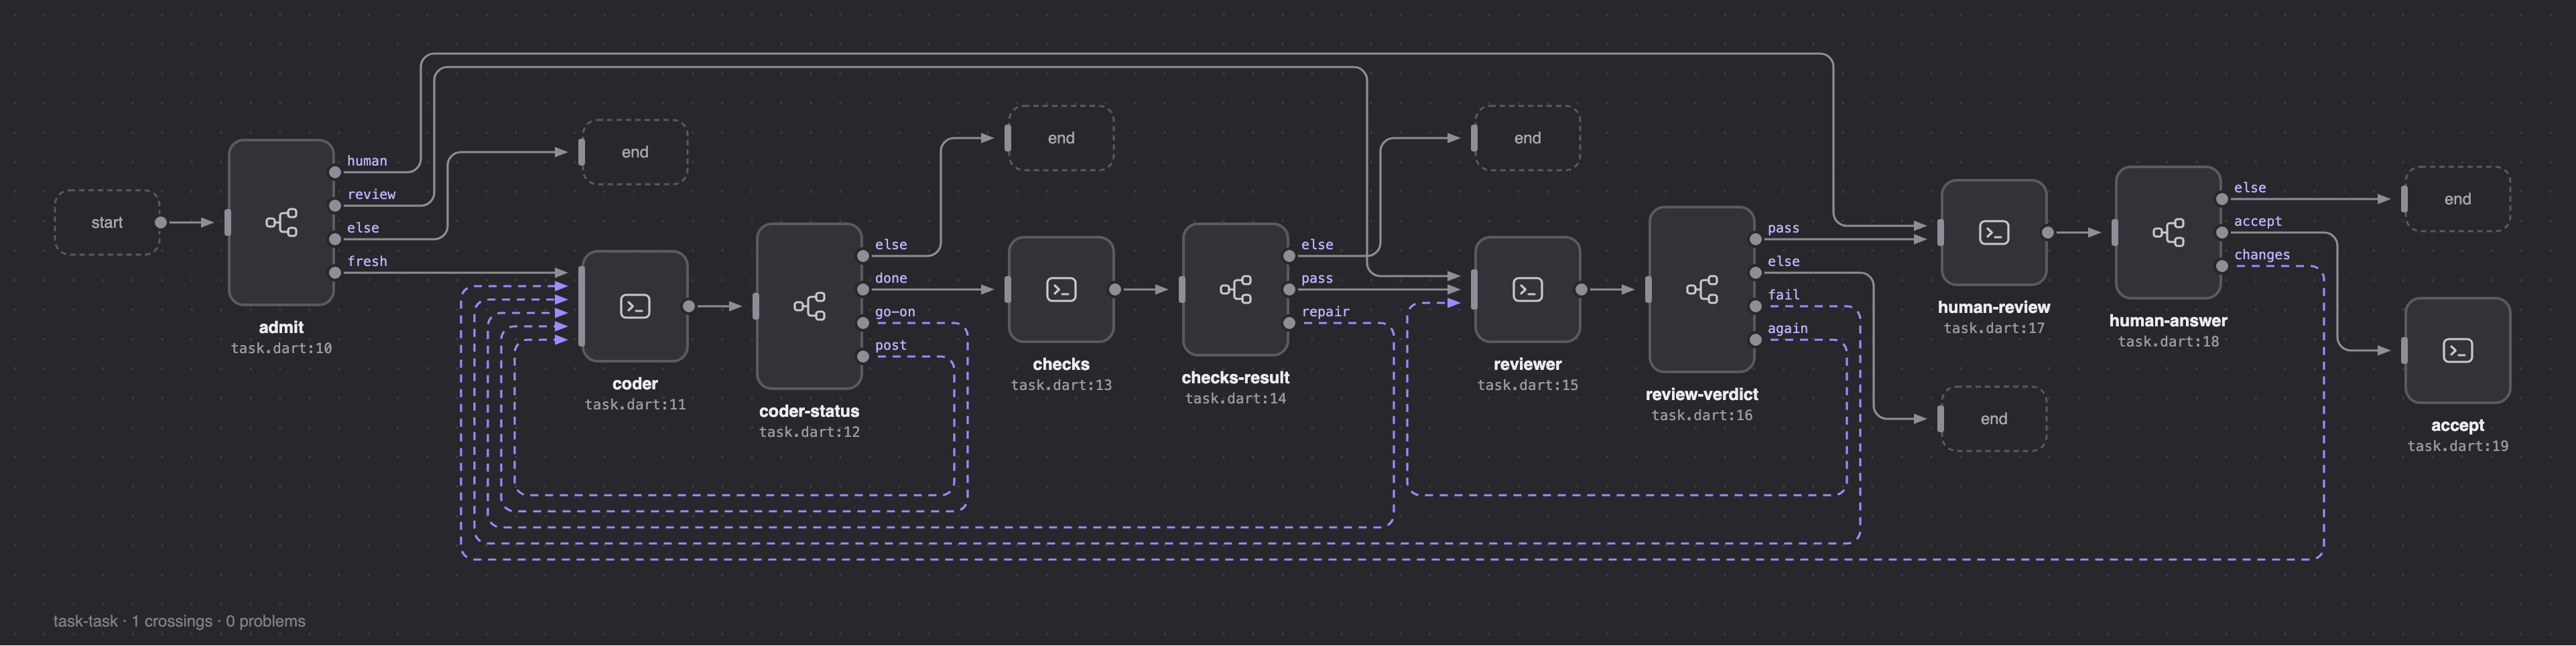 start
human
review
else
fresh
admit
task.dart:10
end
coder
task.dart:11
else
done
go-on
post
coder-status
task.dart:12
end
checks
task.dart:13
else
pass
repair
checks-result
task.dart:14
end
reviewer
task.dart:15
pass
else
fail
again
review-verdict
task.dart:16
human-review
task.dart:17
end
else
accept
changes
human-answer
task.dart:18
end
accept
task.dart:19
task-task · 1 crossings · 0 problems